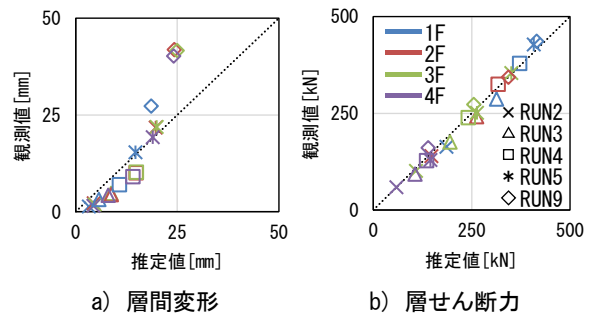 観測値[mm]
50
25
0
0
25
50
推定値[mm]
a) 層間変形
観測値[kN]
500
250
0
0
250
500
推定値[kN]
1F
2F
3F
4F
RUN2
RUN3
RUN4
RUN5
RUN9
b) 層せん断力